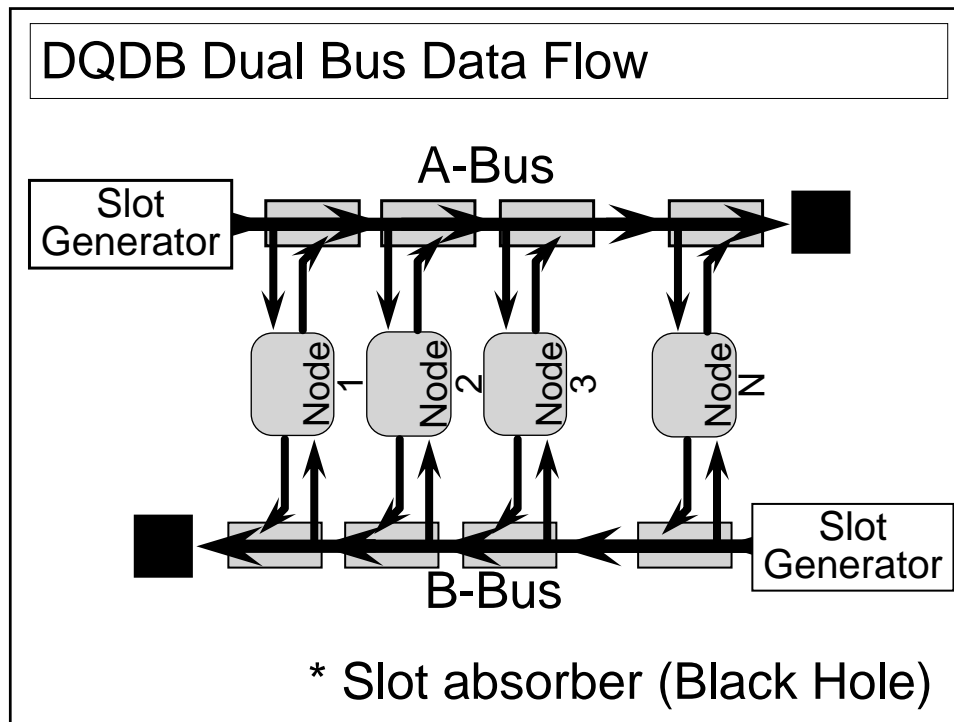 DQDB Dual Bus Data Flow
A-Bus
Slot
Generator
Node
1
Node
2
Node
3
Node
N
Slot
Generator
B-Bus
* Slot absorber (Black Hole)